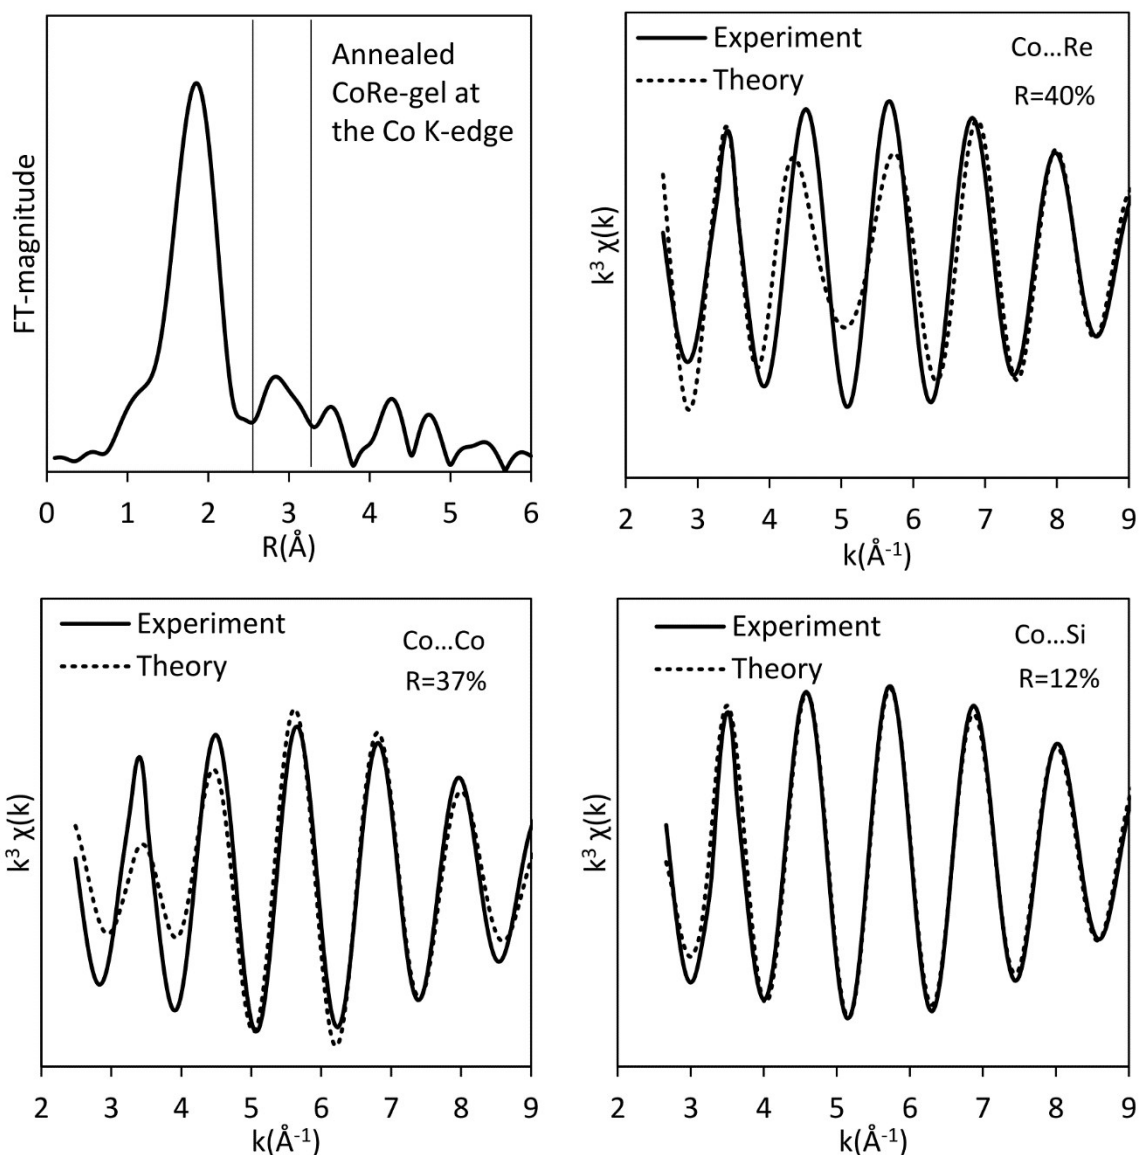 Annealed
CoRe-gel at
the Co K-edge
FT-magnitude
0 1 2 3 4 5 6
R(Å)
Experiment
Theory
Co...Re
R=40%
k³ χ(k)
2 3 4 5 6 7 8 9
k(Å⁻¹)
Experiment
Theory
Co...Co
R=37%
k³ χ(k)
2 3 4 5 6 7 8 9
k(Å⁻¹)
Experiment
Theory
Co...Si
R=12%
k³ χ(k)
2 3 4 5 6 7 8 9
k(Å⁻¹)